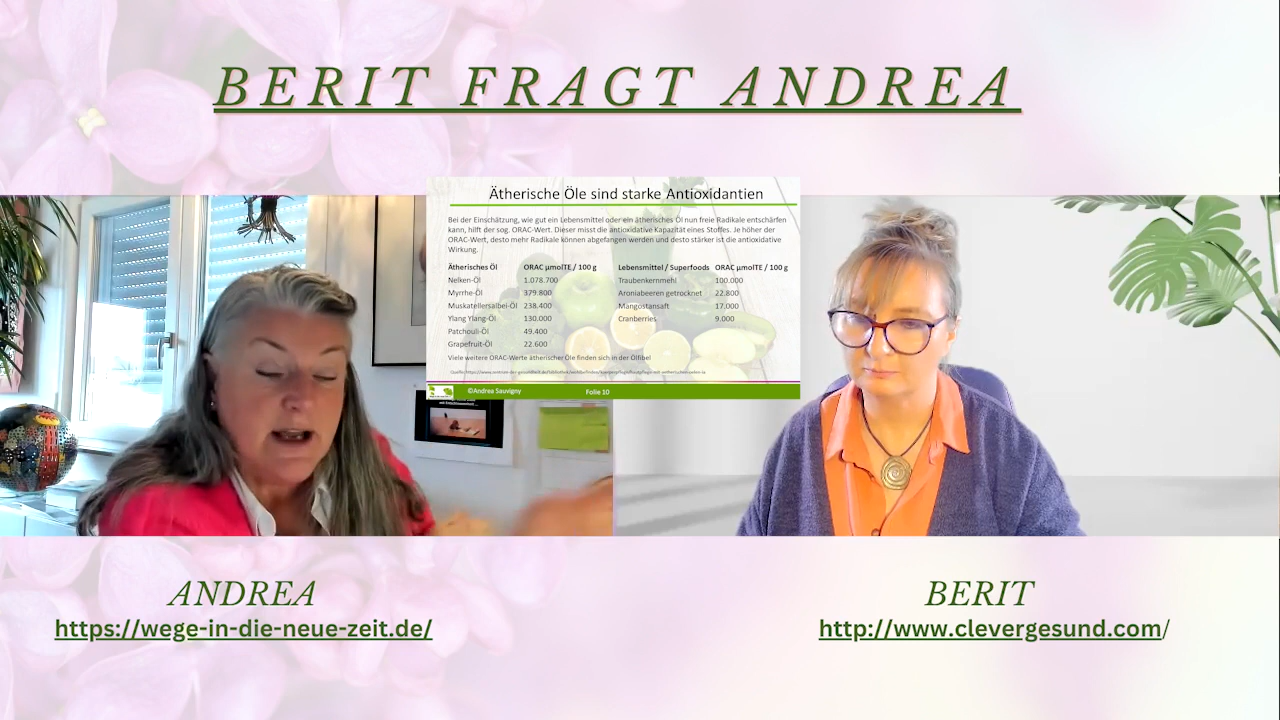 BERIT FRAGT ANDREA
Ätherische Öle sind starke Antioxidantien
Bei der Einschätzung, wie gut ein Lebensmittel oder ein ätherisches Öl nun freie Radikale entschärfen
kann, hilft der sog. ORAC-Wert. Dieser misst die antioxidative Kapazität eines Stoffes. Je höher der
ORAC-Wert, desto mehr Radikale können abgefangen werden und desto stärker ist die antioxidative
Wirkung.
Ätherisches Öl ORAC µmolTE / 100 g Lebensmittel / Superfoods ORAC µmolTE / 100 g
Nelken-Öl 1.078.700 Traubenkernmehl 100.000
Myrrhe-Öl 379.800 Aroniabeeren getrocknet 22.800
Muskatellersalbei-Öl 238.400 Mangostansaft 17.000
Ylang Ylang-Öl 130.000 Cranberries 9.000
Patchouli-Öl 49.400
Grapefruit-Öl 22.600
Viele weitere ORAC-Werte ätherischer Öle finden sich in der Ölfibel
©Andrea Sauvigny Folie 10
ANDREA
https://wege-in-die-neue-zeit.de/
BERIT
http://www.clevergesund.com/